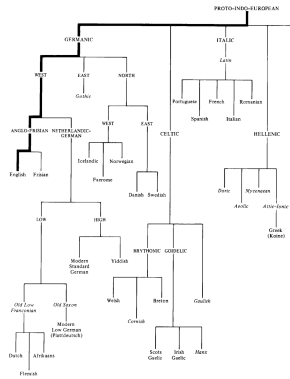 PROTO-INDO-EUROPEAN
GERMANIC
ITALIC
Latin
WEST
EAST
NORTH
Gothic
Portuguese
French
Romanian
Spanish
Italian
WEST
EAST
ANGLO-FRISIAN
NETHERLANDIC-
GERMAN
CELTIC
HELLENIC
Icelandic
Norwegian
Faeroese
English
Frisian
Danish
Swedish
Doric
Mycenean
Aeolic
Attic-Ionic
Greek
(Koine)
LOW
HIGH
BRYTHONIC
GOIDELIC
Modern
Standard
German
Yiddish
Old Low
Franconian
Old Saxon
Welsh
Breton
Gaulish
Cornish
Modern
Low German
(Plattdeutsch)
Dutch
Afrikaans
Flemish
Scots
Gaelic
Irish
Gaelic
Manx